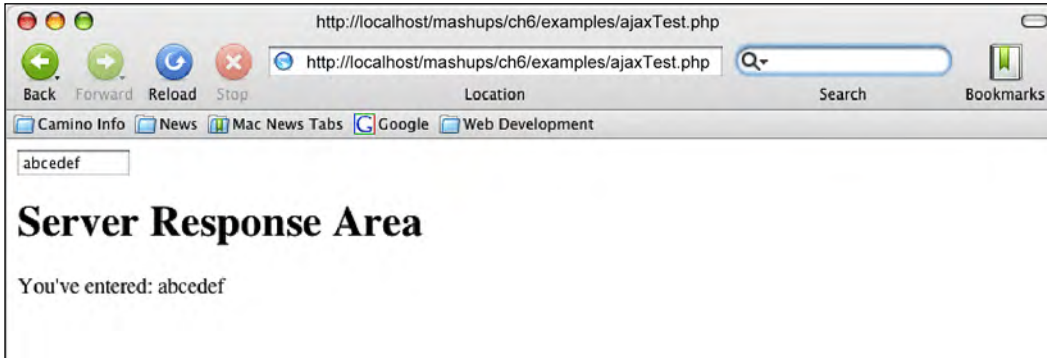 http://localhost/mashups/ch6/examples/ajaxTest.php
http://localhost/mashups/ch6/examples/ajaxTest.php
Back Forward Reload Stop Location Search Bookmarks
Camino Info News Mac News Tabs Google Web Development
abcedef
Server Response Area
You've entered: abcedef